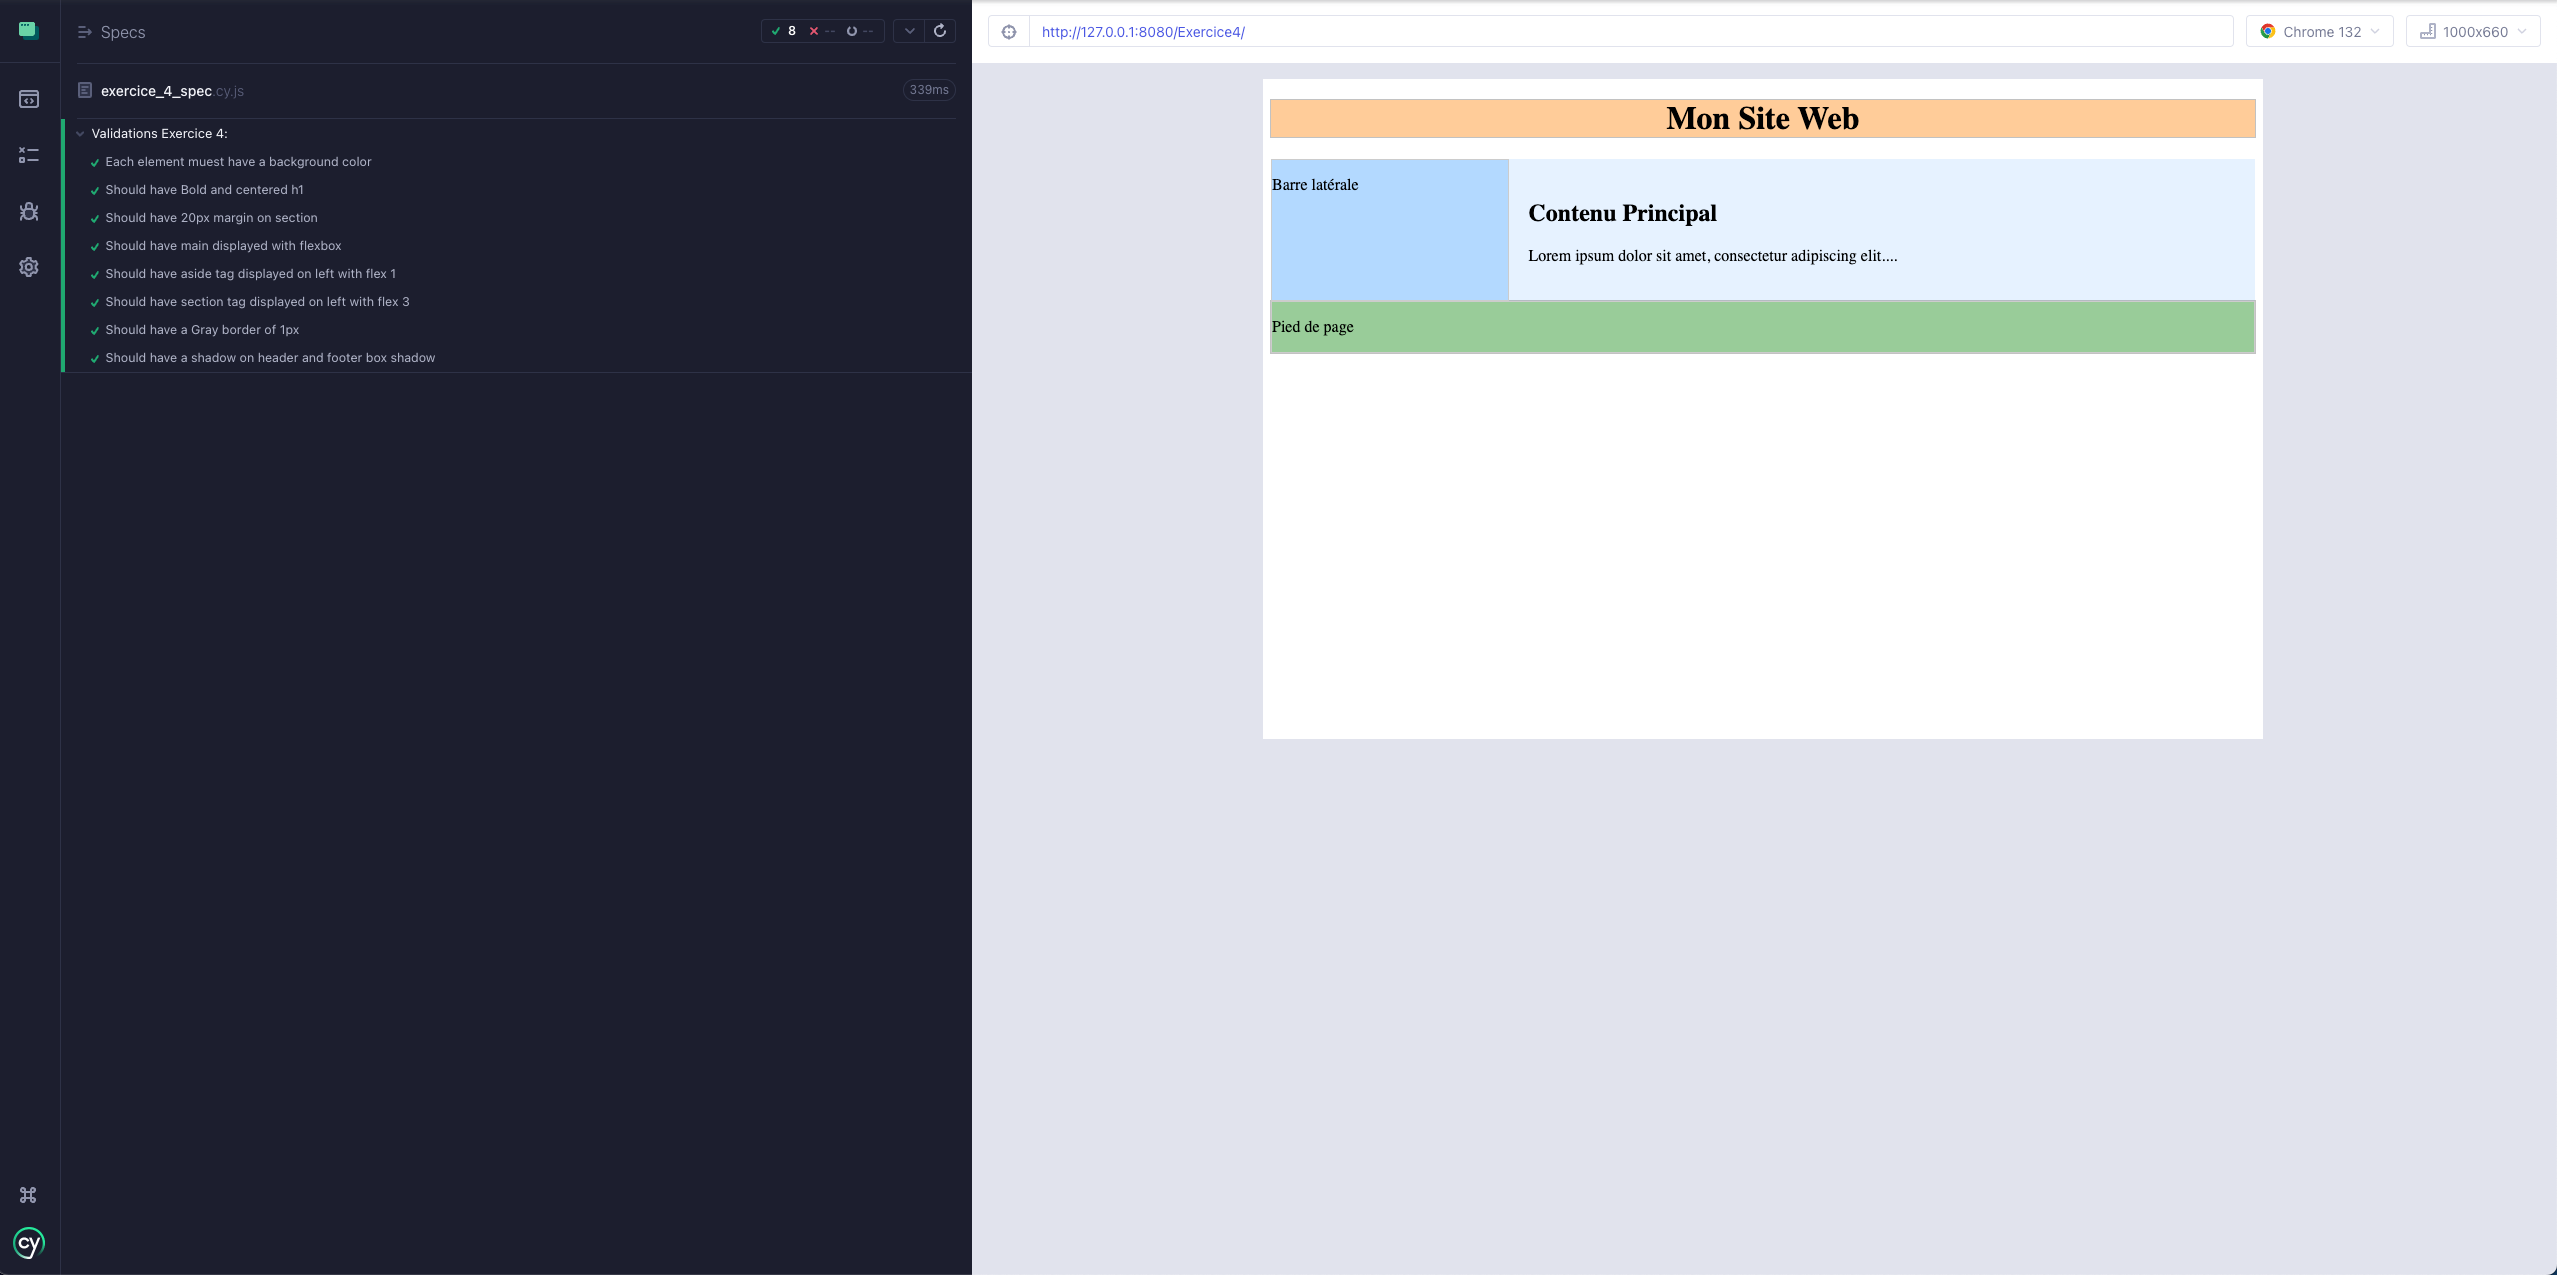 Specs
8 -- --
exercice_4_spec.cy.js
339ms
Validations Exercice 4:
Each element muest have a background color
Should have Bold and centered h1
Should have 20px margin on section
Should have main displayed with flexbox
Should have aside tag displayed on left with flex 1
Should have section tag displayed on left with flex 3
Should have a Gray border of 1px
Should have a shadow on header and footer box shadow
cy
http://127.0.0.1:8080/Exercice4/
Chrome 132
1000x660
Mon Site Web
Barre latérale
Contenu Principal
Lorem ipsum dolor sit amet, consectetur adipiscing elit....
Pied de page